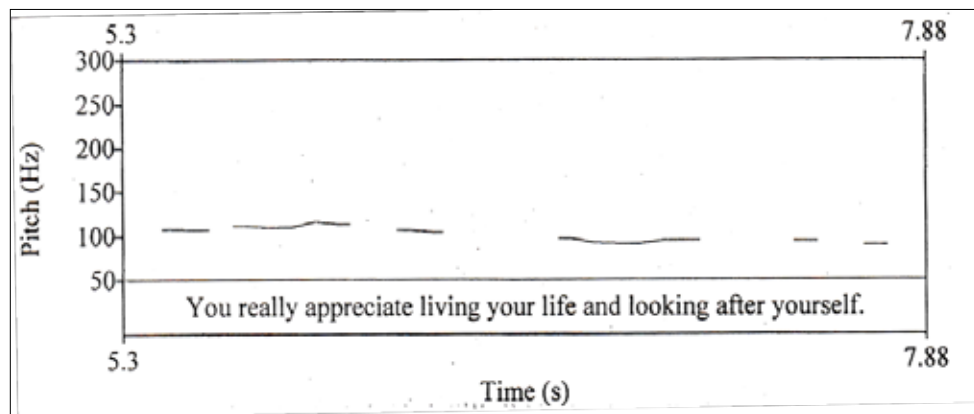 5.3 7.88
300
250
200
150
100
50
Pitch (Hz)
You really appreciate living your life and looking after yourself.
5.3 7.88
Time (s)